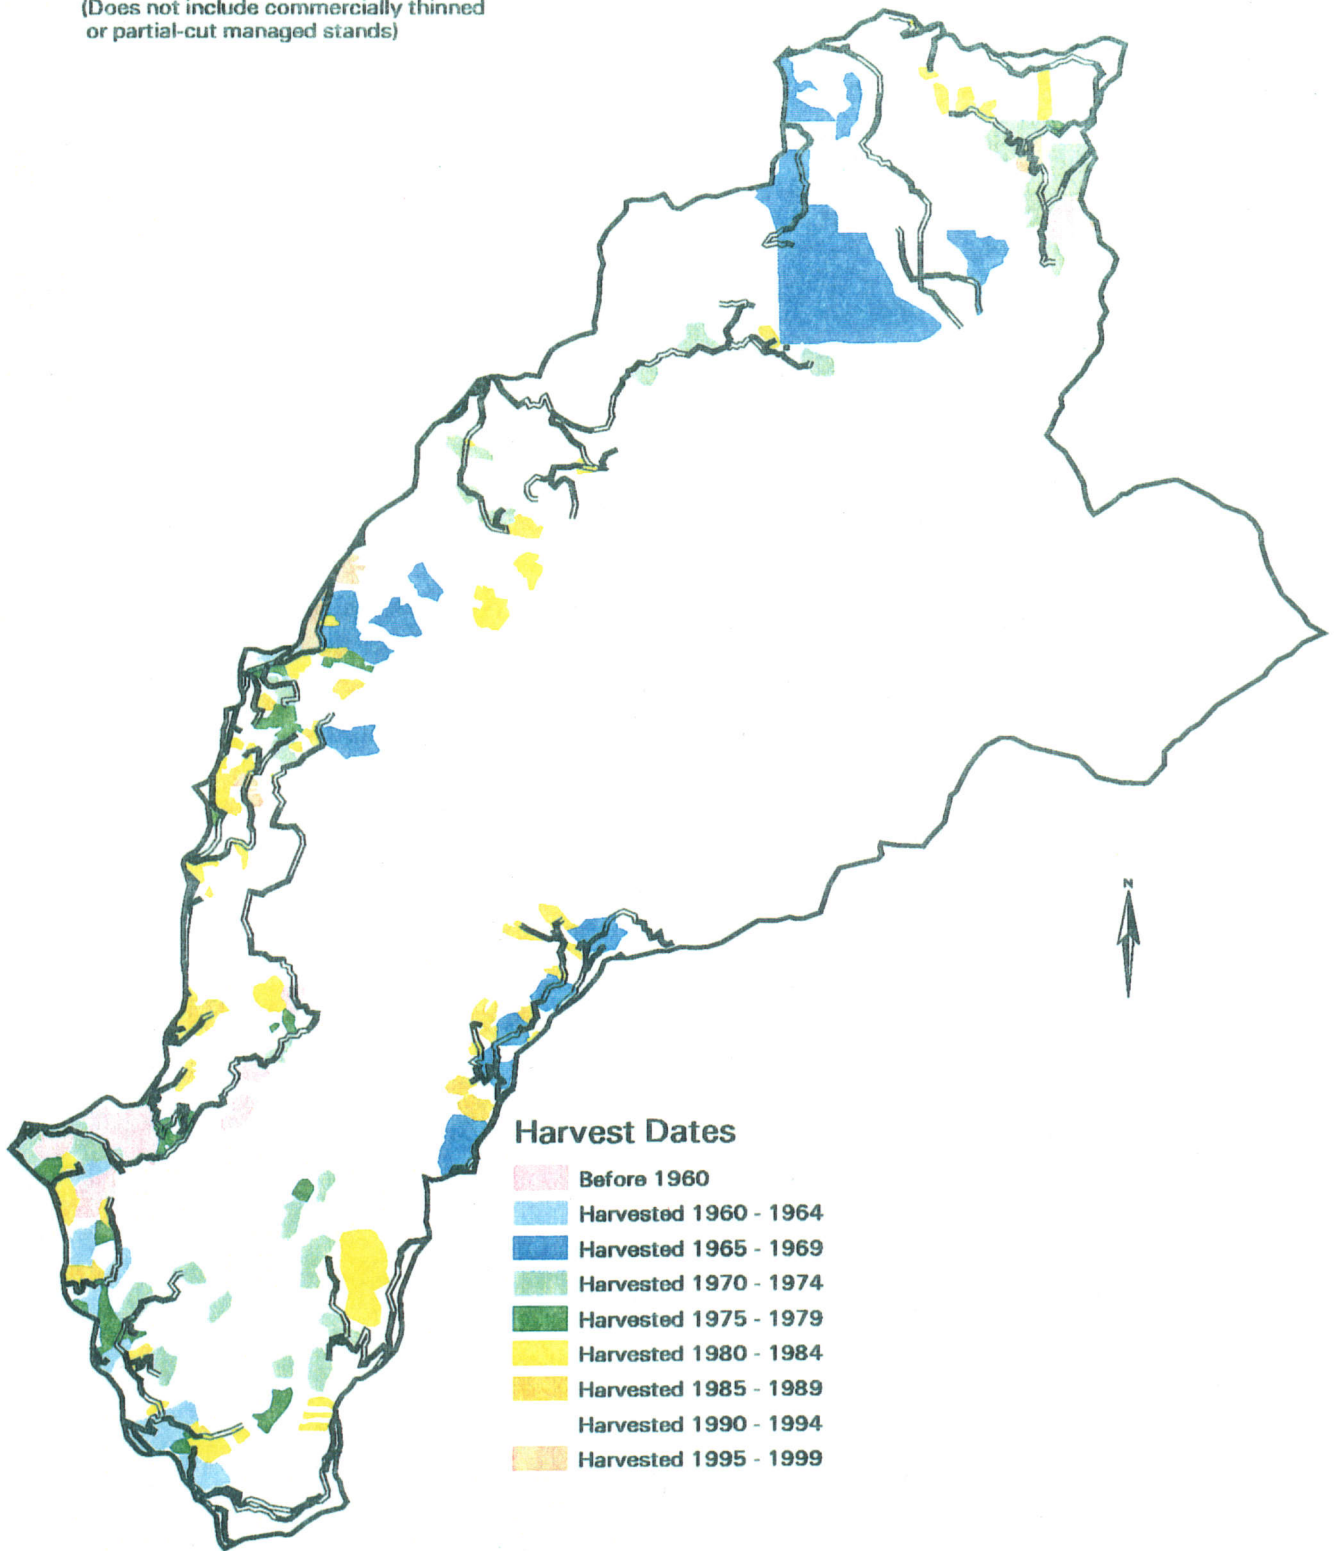 (Does not include commercially thinned
or partial-cut managed stands)
N
Harvest Dates
Before 1960
Harvested 1960 - 1964
Harvested 1965 - 1969
Harvested 1970 - 1974
Harvested 1975 - 1979
Harvested 1980 - 1984
Harvested 1985 - 1989
Harvested 1990 - 1994
Harvested 1995 - 1999